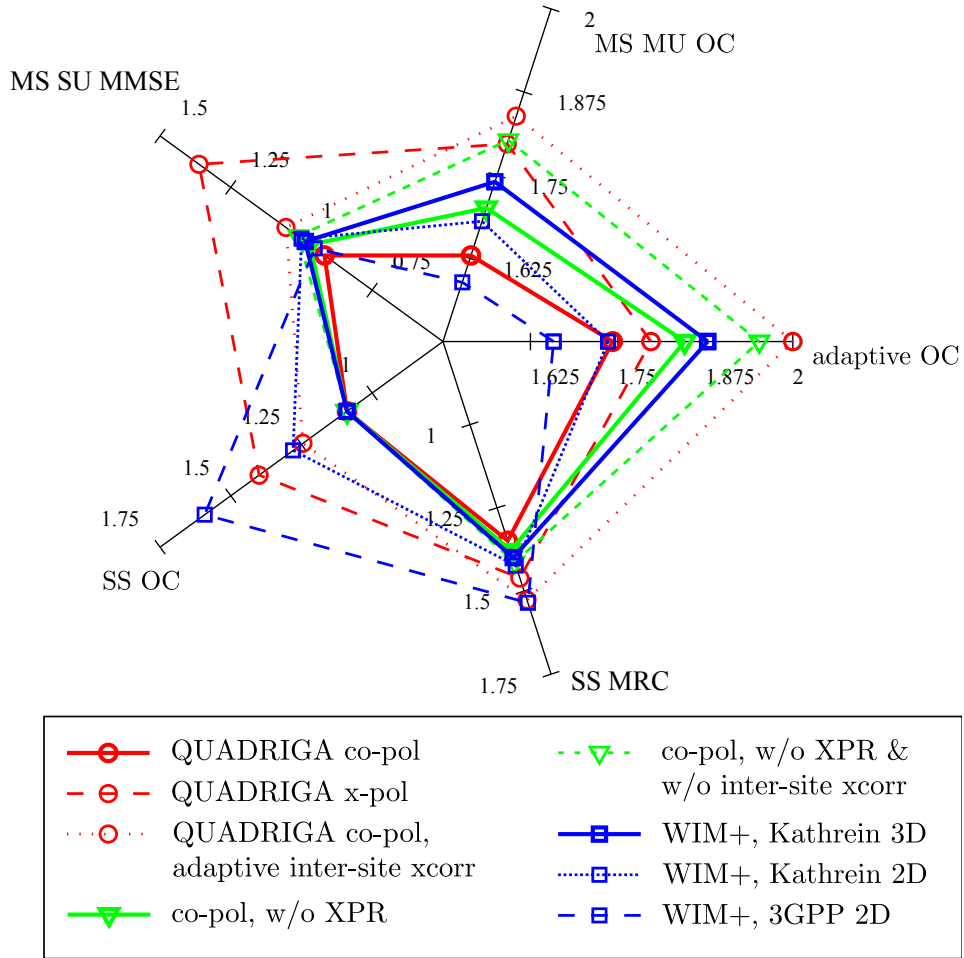 2
MS MU OC
MS SU MMSE
1.5
1.875
1.25
1.75
1
0.75
1.625
adaptive OC
1.625
1.75
1.875
2
1
1.25
1
1.5
1.25
1.75
SS OC
1.5
1.75
SS MRC
QUADRIGA co-pol
QUADRIGA x-pol
QUADRIGA co-pol,
adaptive inter-site xcorr
co-pol, w/o XPR
co-pol, w/o XPR &
w/o inter-site xcorr
WIM+, Kathrein 3D
WIM+, Kathrein 2D
WIM+, 3GPP 2D